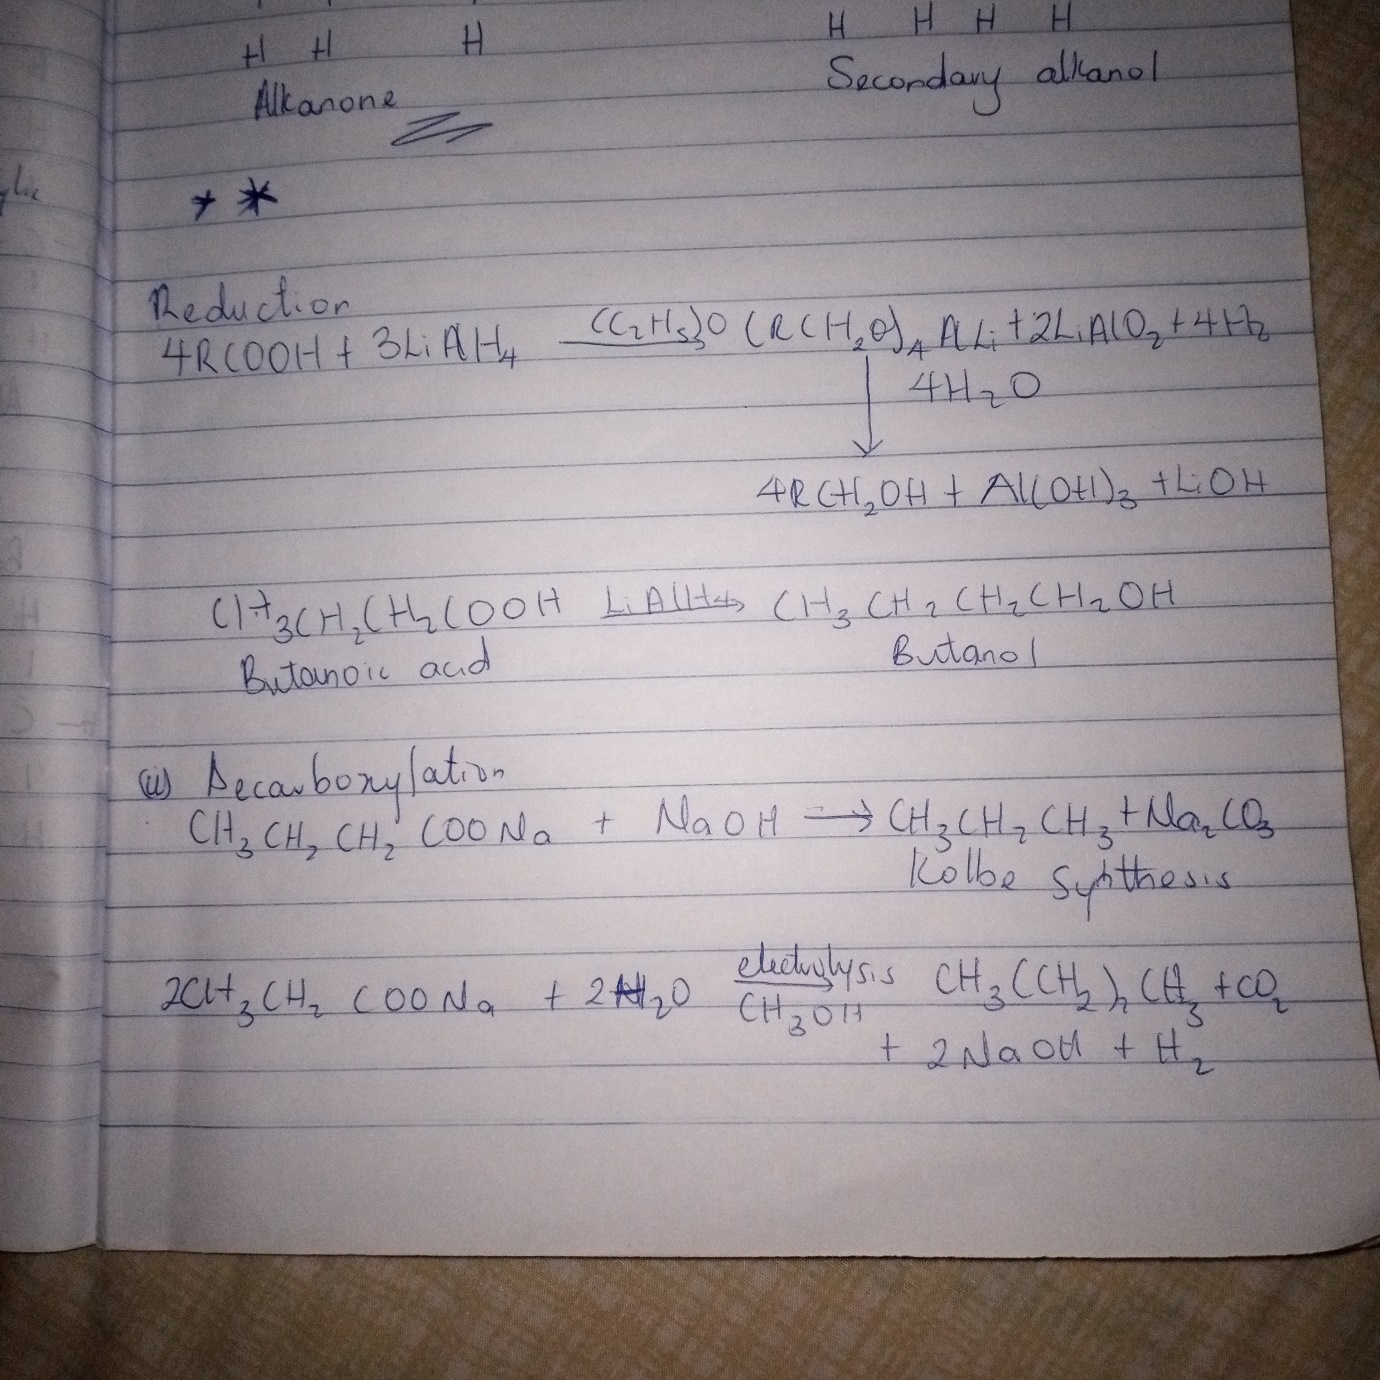 H H H H H H H
Alkanone Secondary alkanol
Reduction
4RCOOH + 3LiAlH4 (C2H5)3O (RCH2O)4 ALi + 2LiAlO2 + 4H2
4H2O
4RCH2OH + Al(OH)3 + LiOH
CH3CH2CH2COOH LiAlH4 CH3CH2CH2CH2OH
Butanoic acid Butanol
(ii) Decarboxylation
CH3CH2CH2COONa + NaOH → CH3CH2CH3 + Na2CO3
Kolbe Synthesis
2CH3CH2COONa + 2H2O electrolysis CH3(CH2)2CH3 + CO2
CH3OH
+ 2NaOH + H2